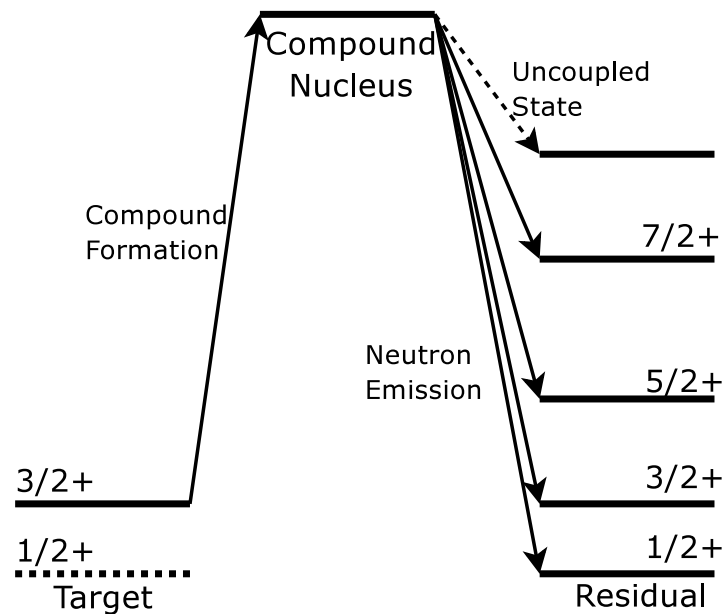 Compound
Nucleus
Uncoupled
State
Compound
Formation
7/2+
Neutron
Emission
5/2+
3/2+
3/2+
1/2+
1/2+
Target
Residual